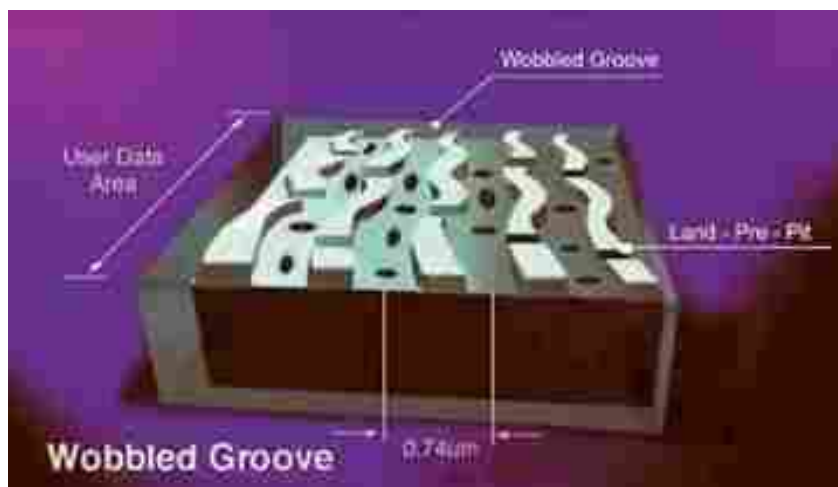 Wobbled Groove
User Data
Area
Land - Pre - Pit
0.74um
Wobbled Groove